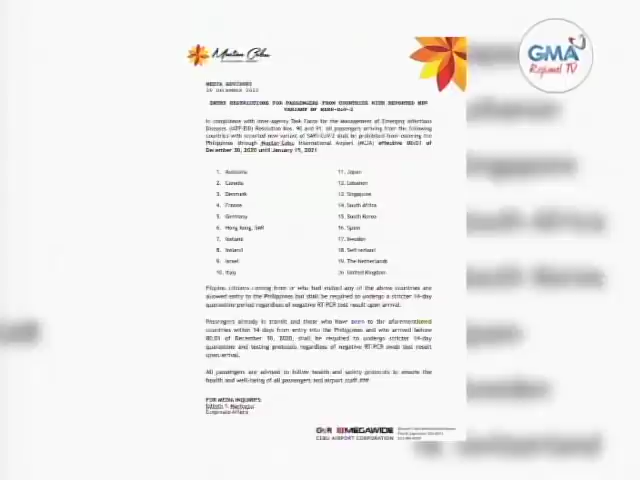 Mactan Cebu
GMA
Regional TV
MEDIA ADVISORY
ENTRY RESTRICTIONS FOR PASSENGERS FROM COUNTRIES WITH REPORTED NEW
VARIANT OF SARS-CoV-2
In compliance with Inter-Agency Task Force for the Management of Emerging Infectious
Diseases (IATF-EID) Resolution Nos. 90 and 91, all passengers arriving from the following
countries with reported new variant of SARS-CoV-2 shall be prohibited from entering the
Philippines through Mactan-Cebu International Airport (MCIA) effective 00:01 of
December 30, 2020 until January 15, 2021
1. Australia
2. Canada
3. Denmark
4. France
5. Germany
6. Hong Kong, SAR
7. Iceland
8. Ireland
9. Israel
10. Italy
11. Japan
12. Lebanon
13. Singapore
14. South Africa
15. South Korea
16. Spain
17. Sweden
18. Switzerland
19. The Netherlands
20. United Kingdom
Filipino citizens coming from or who had visited any of the above countries are
allowed entry to the Philippines but shall be required to undergo a stricter 14-day
quarantine period regardless of negative RT-PCR test result upon arrival.
Passengers already in transit and those who have been to the aforementioned
countries within 14 days from entry into the Philippines and who arrived before
00:01 of December 30, 2020, shall be required to undergo stricter 14-day
quarantine and testing protocols regardless of negative RT-PCR swab test result
upon arrival.
All passengers are advised to follow health and safety protocols to ensure the
health and well-being of all passengers and airport staff.###
FOR MEDIA INQUIRIES:
Corporate Affairs
GMR MEGAWIDE
CEBU AIRPORT CORPORATION